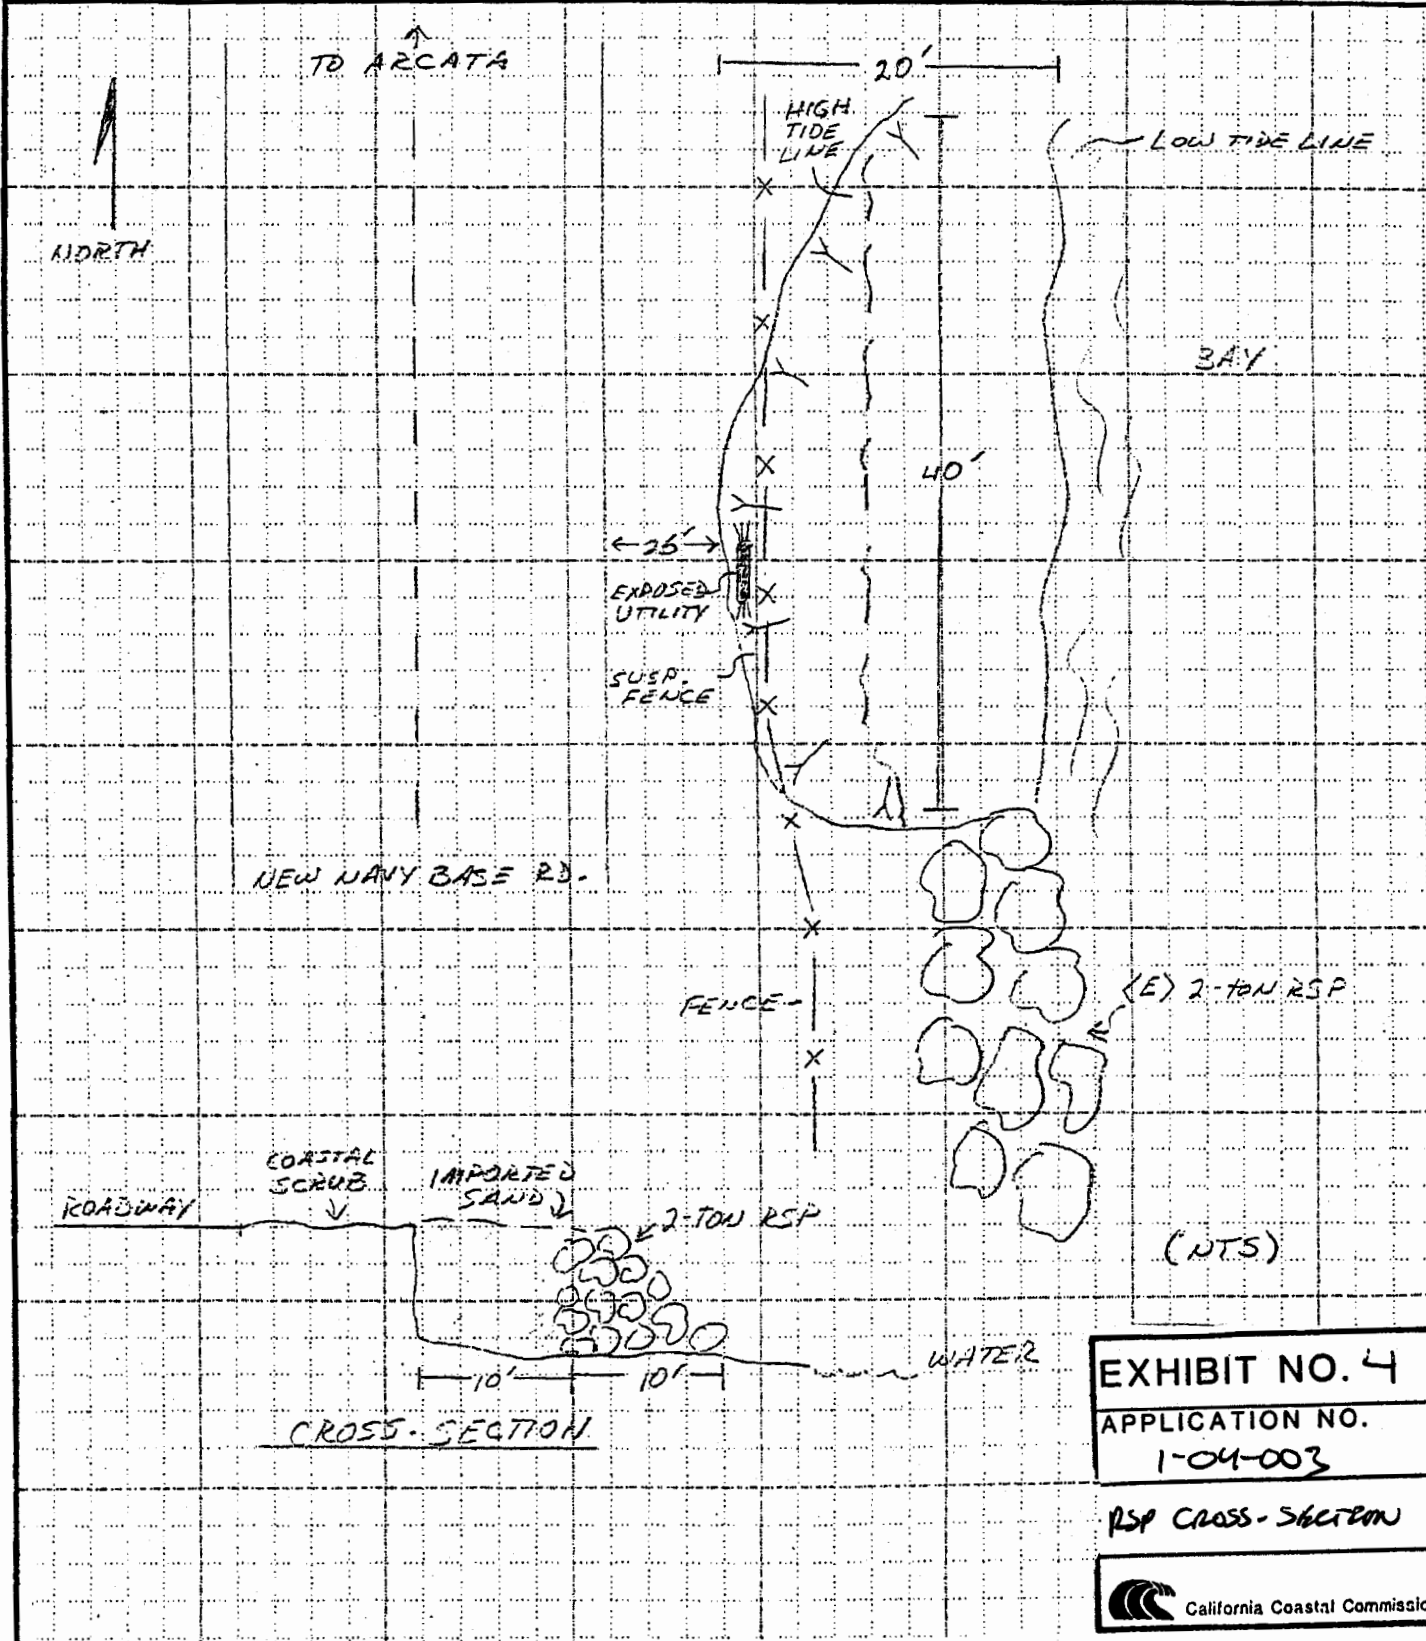 TO ARCATA
20'
HIGH
TIDE
LINE
LOW TIDE LINE
NORTH
BAY
40'
25'
EXPOSED
UTILITY
SUSP.
FENCE
NEW NAVY BASE RD.
FENCE
<E> 2-TON RSP
COASTAL
SCRUB
IMPORTED
SAND
ROADWAY
2-TON RSP
(NTS)
WATER
10'
10'
CROSS-SECTION
EXHIBIT NO. 4
APPLICATION NO.
1-04-003
RSP CROSS-SECTION
California Coastal Commissio